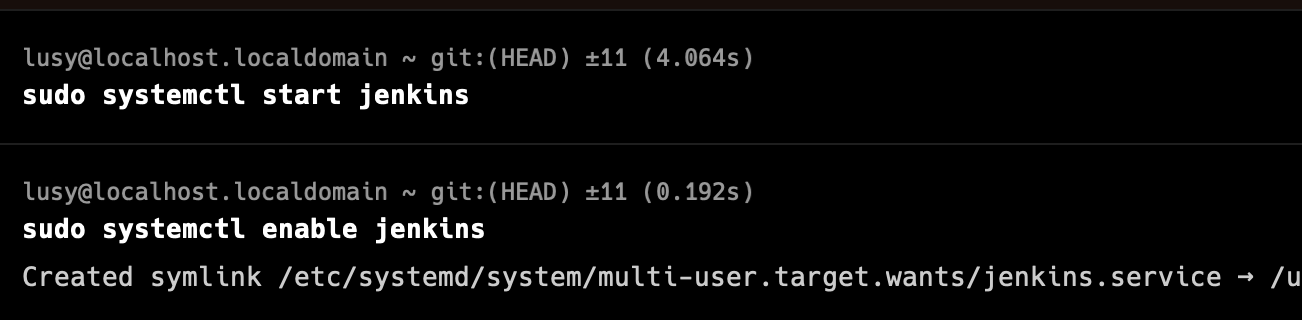 lusy@localhost.localdomain ~ git:(HEAD) ±11 (4.064s)
sudo systemctl start jenkins
lusy@localhost.localdomain ~ git:(HEAD) ±11 (0.192s)
sudo systemctl enable jenkins
Created symlink /etc/systemd/system/multi-user.target.wants/jenkins.service → /u